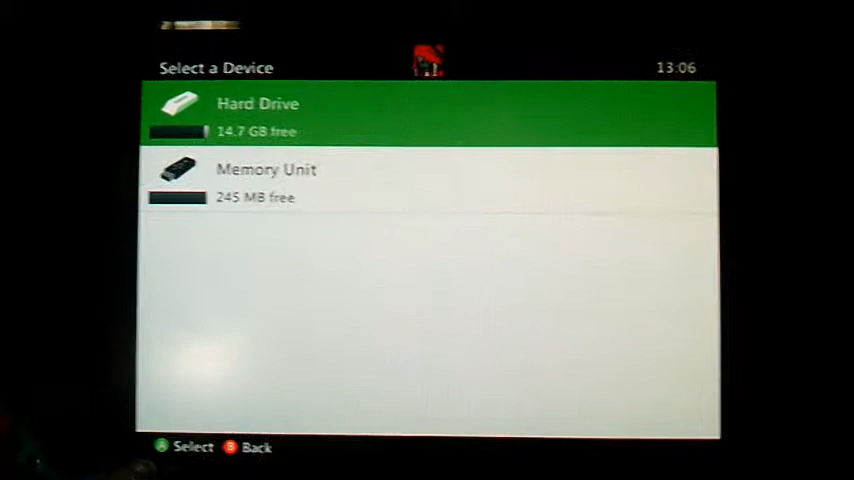 Select a Device
13:06
Hard Drive
14.7 GB free
Memory Unit
245 MB free
A Select B Back